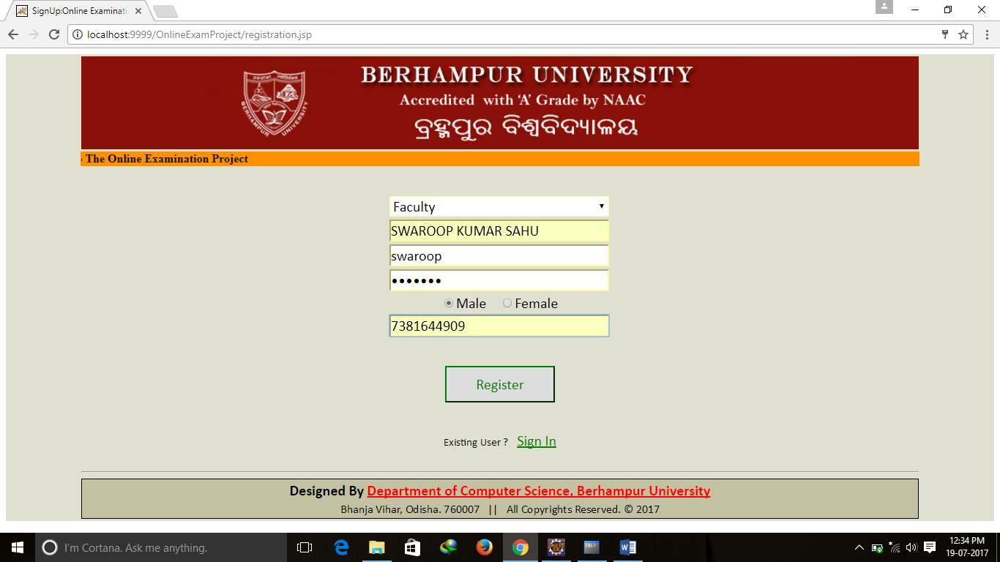 SignUp:Online Examinati
localhost:9999/OnlineExamProject/registration.jsp
BERHAMPUR UNIVERSITY
Accredited with 'A' Grade by NAAC
ବ୍ରହ୍ମପୁର ବିଶ୍ଵବିଦ୍ୟାଳୟ
BERHAMPUR UNIVERSITY
The Online Examination Project
Faculty
SWAROOP KUMAR SAHU
swaroop
•••••••
Male Female
7381644909
Register
Existing User ? Sign In
Designed By Department of Computer Science, Berhampur University
Bhanja Vihar, Odisha. 760007 || All Copyrights Reserved. © 2017
I'm Cortana. Ask me anything.
12:34 PM
19-07-2017